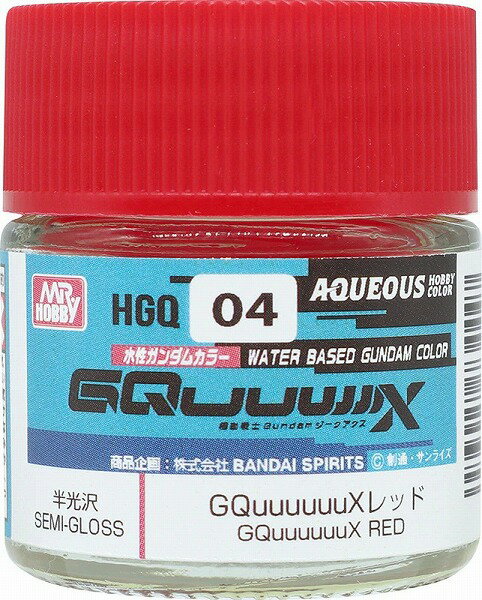 MR HOBBY
HGQ 04
AQUEOUS HOBBY COLOR
水性ガンダムカラー WATER BASED GUNDAM COLOR
GQuuuuuuX
機動戦士Gundam ジークアクス
商品企画:株式会社 BANDAI SPIRITS ©創通・サンライズ
半光沢
SEMI-GLOSS
GQuuuuuuXレッド
GQuuuuuuX RED